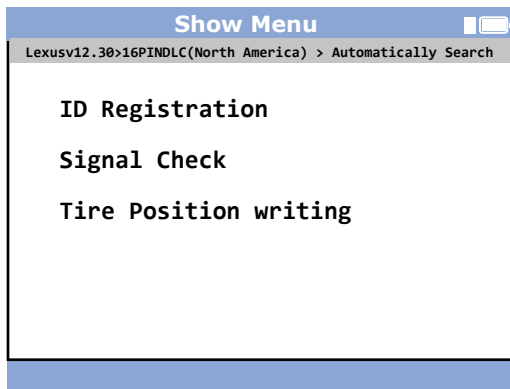 Show Menu
Lexusv12.30>16PINDLC(North America) > Automatically Search
ID Registration
Signal Check
Tire Position writing